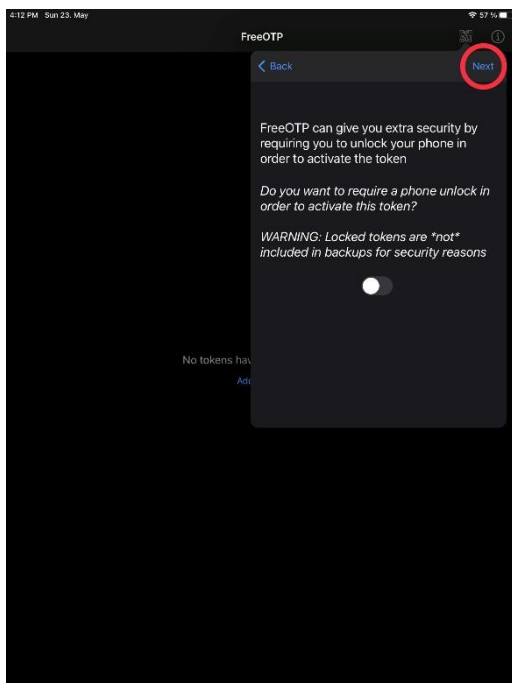 4:12 PM Sun 23. May
57 %
FreeOTP
Back
Next
FreeOTP can give you extra security by
requiring you to unlock your phone in
order to activate the token
Do you want to require a phone unlock in
order to activate this token?
WARNING: Locked tokens are *not*
included in backups for security reasons
No tokens hav
Add